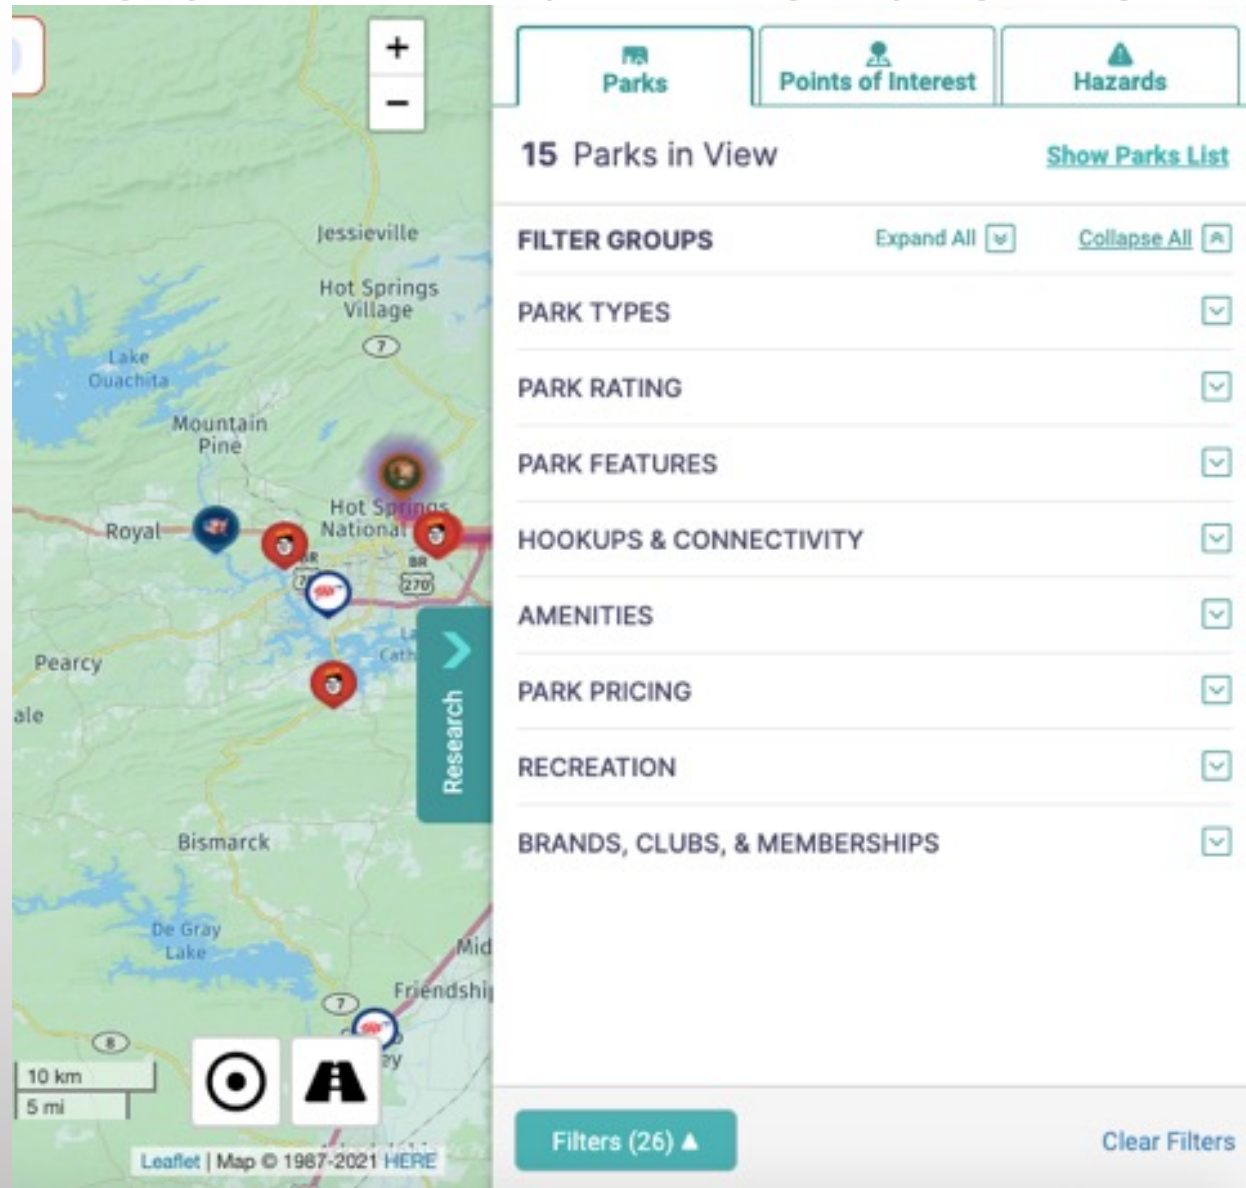 +
−
Jessieville
Hot Springs
Village
7
Lake
Ouachita
Mountain
Pine
Hot Springs
National
Royal
BR
BR
270
Pearcy
ale
Research
Bismarck
De Gray
Lake
Mid
Friendship
7
8
ey
10 km
5 mi
Leaflet | Map © 1987-2021 HERE
Parks
Points of Interest
Hazards
15 Parks in View
Show Parks List
FILTER GROUPS
Expand All
Collapse All
PARK TYPES
PARK RATING
PARK FEATURES
HOOKUPS & CONNECTIVITY
AMENITIES
PARK PRICING
RECREATION
BRANDS, CLUBS, & MEMBERSHIPS
Filters (26) ▲
Clear Filters